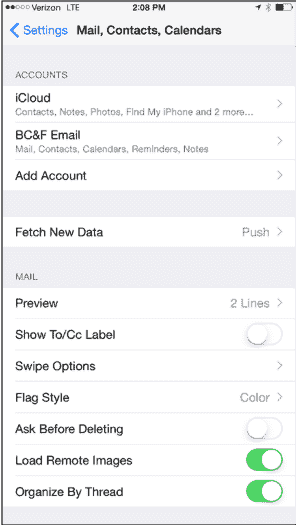 Verizon LTE 2:08 PM
Settings Mail, Contacts, Calendars
ACCOUNTS
iCloud
Contacts, Notes, Photos, Find My iPhone and 2 more...
BC&F Email
Mail, Contacts, Calendars, Reminders, Notes
Add Account
Fetch New Data Push
MAIL
Preview 2 Lines
Show To/Cc Label
Swipe Options
Flag Style Color
Ask Before Deleting
Load Remote Images
Organize By Thread